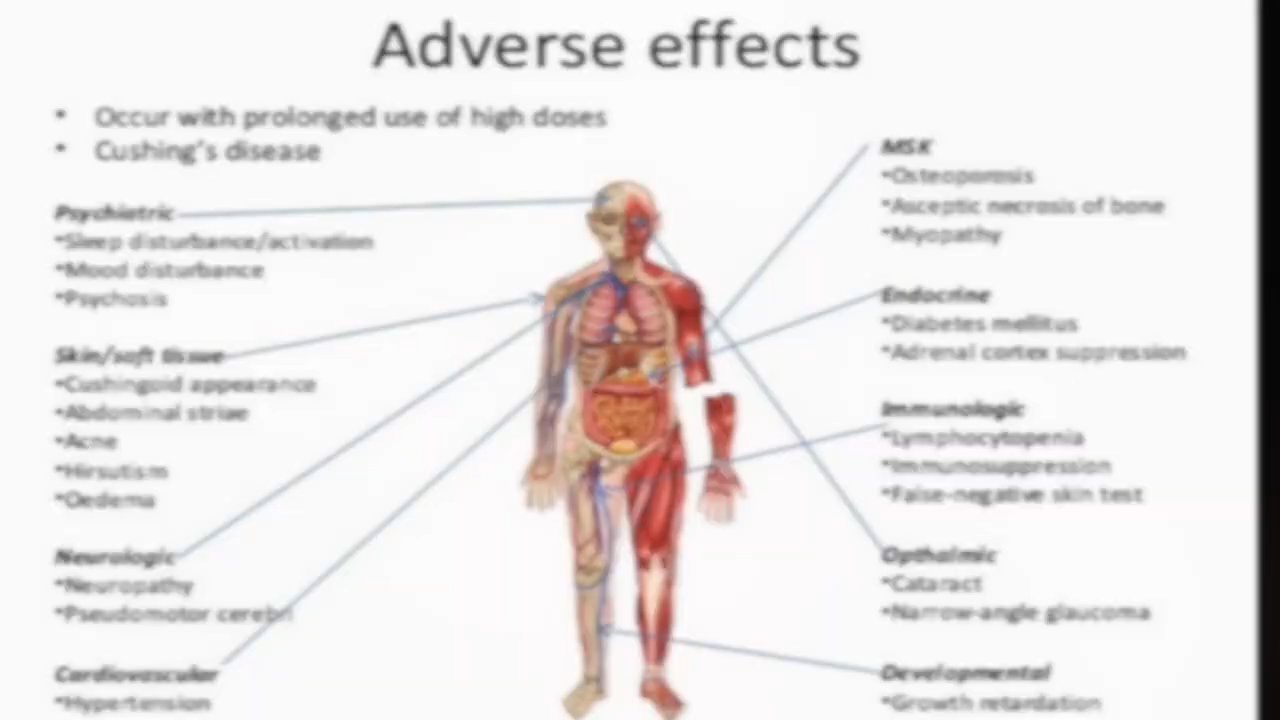 Adverse effects
• Occur with prolonged use of high doses
• Cushing's disease
Psychiatric
•Sleep disturbance/activation
•Mood disturbance
•Psychosis
Skin/soft tissue
•Cushingoid appearance
•Abdominal striae
•Acne
•Hirsutism
•Oedema
Neurologic
•Neuropathy
•Pseudomotor cerebri
Cardiovascular
•Hypertension
MSK
•Osteoporosis
•Asceptic necrosis of bone
•Myopathy
Endocrine
•Diabetes mellitus
•Adrenal cortex suppression
Immunologic
•Lymphocytopenia
•Immunosuppression
•False-negative skin test
Opthalmic
•Cataract
•Narrow-angle glaucoma
Developmental
•Growth retardation